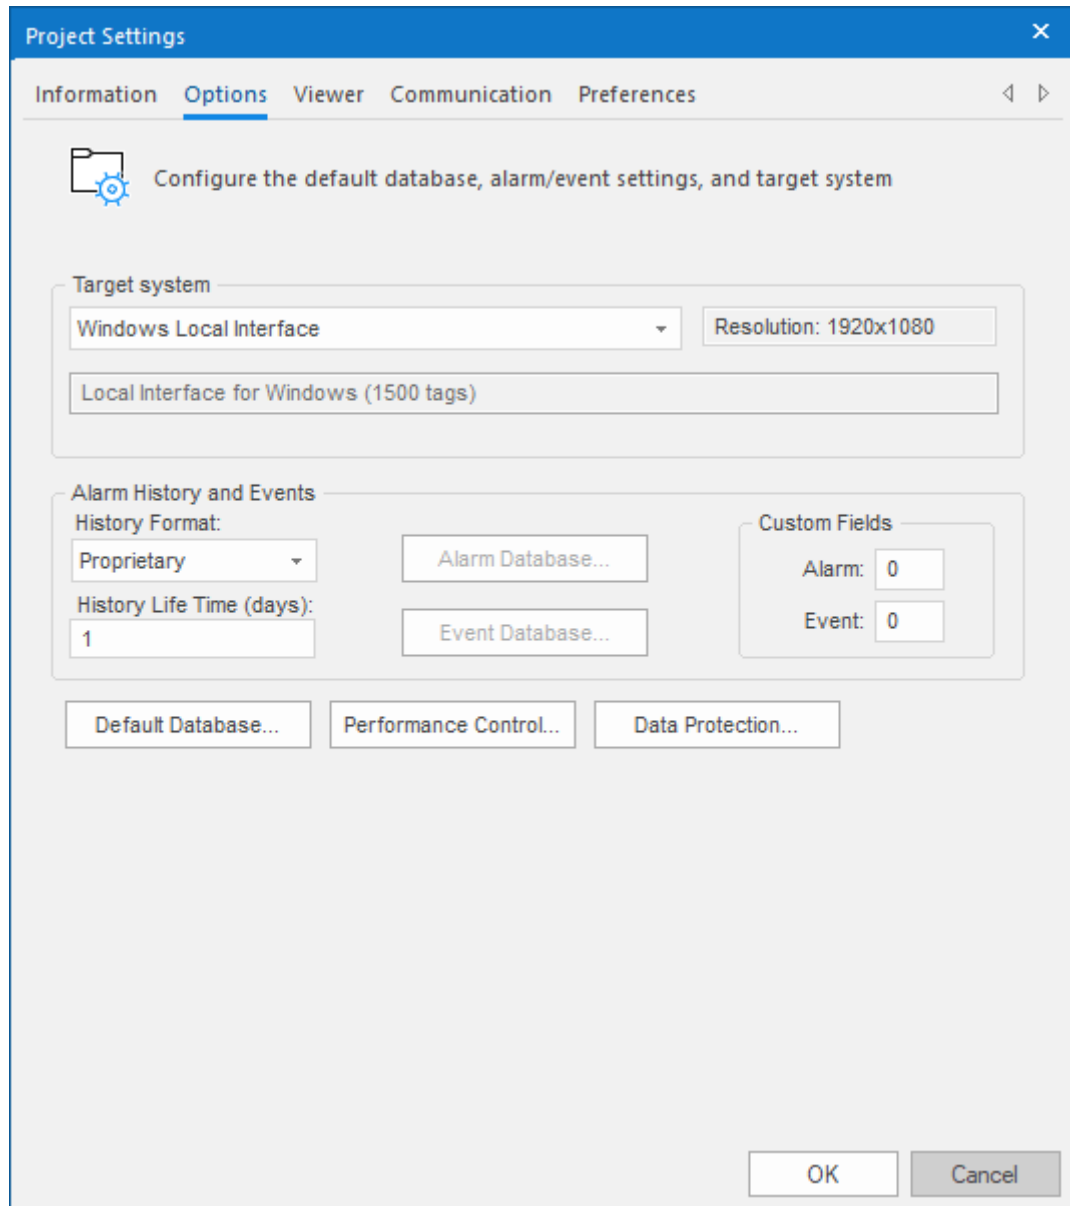 Project Settings
Information Options Viewer Communication Preferences
Configure the default database, alarm/event settings, and target system
Target system
Windows Local Interface
Resolution: 1920x1080
Local Interface for Windows (1500 tags)
Alarm History and Events
History Format:
Proprietary
Alarm Database...
History Life Time (days):
1
Event Database...
Custom Fields
Alarm: 0
Event: 0
Default Database... Performance Control... Data Protection...
OK Cancel